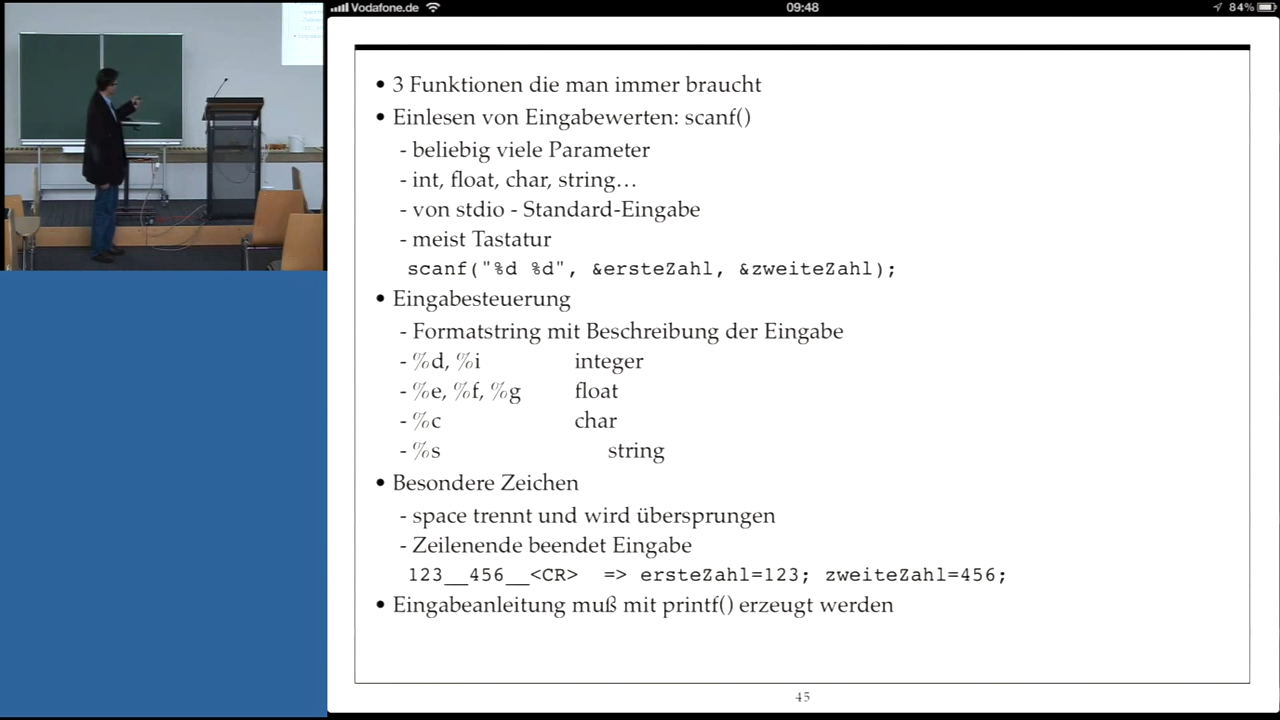 Vodafone.de
09:48
84%
• 3 Funktionen die man immer braucht
• Einlesen von Eingabewerten: scanf()
- beliebig viele Parameter
- int, float, char, string…
- von stdio - Standard-Eingabe
- meist Tastatur
scanf("%d %d", &ersteZahl, &zweiteZahl);
• Eingabesteuerung
- Formatstring mit Beschreibung der Eingabe
- %d, %i integer
- %e, %f, %g float
- %c char
- %s string
• Besondere Zeichen
- space trennt und wird übersprungen
- Zeilenende beendet Eingabe
123__456__<CR> => ersteZahl=123; zweiteZahl=456;
• Eingabeanleitung muß mit printf() erzeugt werden
45